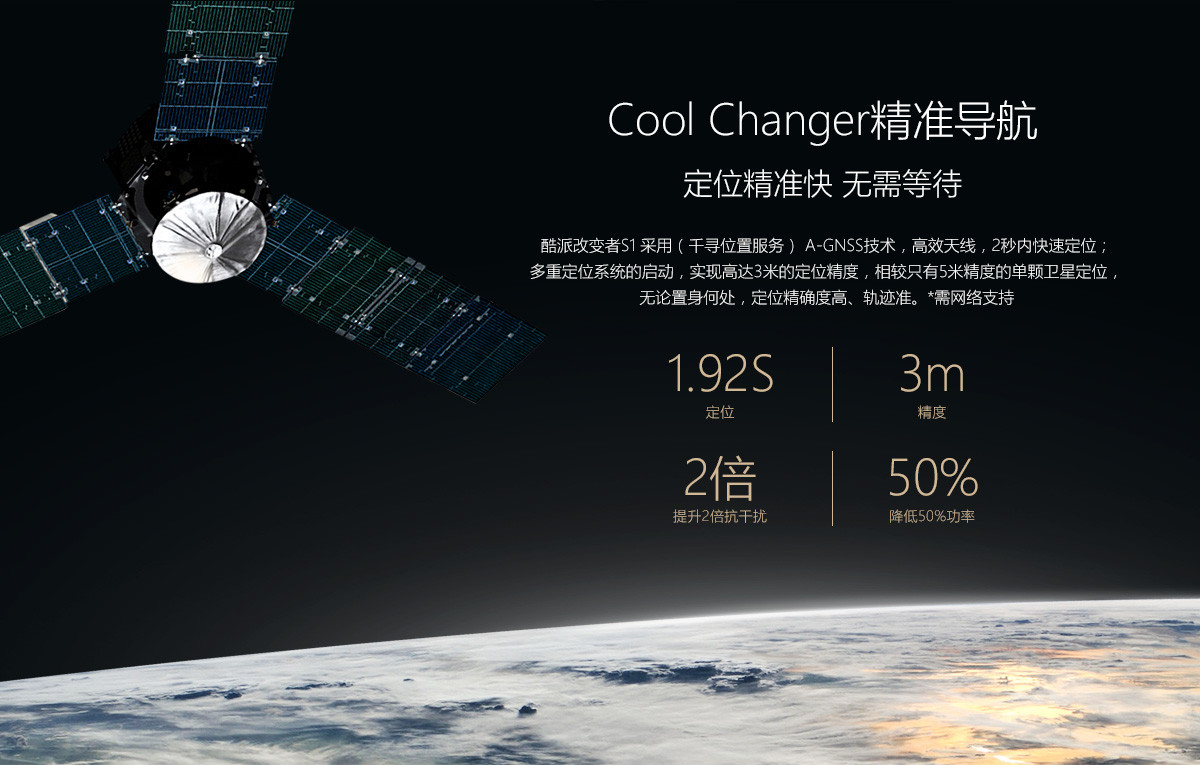 Cool Changer精准导航
定位精准快 无需等待
酷派改变者S1 采用（千寻位置服务） A-GNSS技术，高效天线，2秒内快速定位；
多重定位系统的启动，实现高达3米的定位精度，相较只有5米精度的单颗卫星定位，
无论置身何处，定位精确度高、轨迹准。*需网络支持
1.92S
定位
3m
精度
2倍
提升2倍抗干扰
50%
降低50%功率